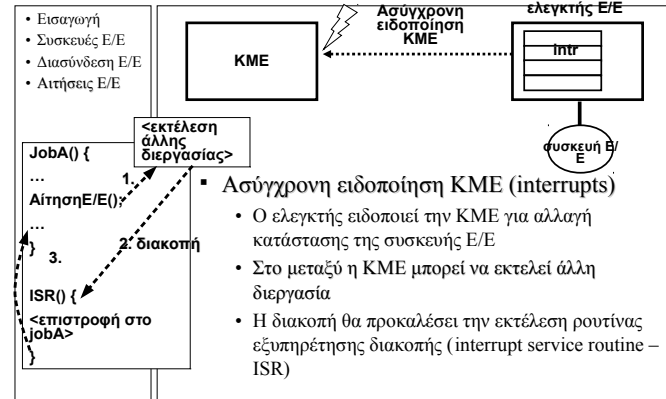 • Εισαγωγή
• Συσκευές Ε/Ε
• Διασύνδεση Ε/Ε
• Αιτήσεις Ε/Ε
ΚΜΕ
Ασύγχρονη
ειδοποίηση
ΚΜΕ
ελεγκτής Ε/Ε
intr
συσκευή Ε/
Ε
<εκτέλεση
άλλης
διεργασίας>
JobA() {
…
1.
ΑίτησηΕ/Ε();
…
}
3.
2. διακοπή
ISR() {
<επιστροφή στο
jobA>
}
▪ Ασύγχρονη ειδοποίηση ΚΜΕ (interrupts)
• Ο ελεγκτής ειδοποιεί την ΚΜΕ για αλλαγή
κατάστασης της συσκευής Ε/Ε
• Στο μεταξύ η ΚΜΕ μπορεί να εκτελεί άλλη
διεργασία
• Η διακοπή θα προκαλέσει την εκτέλεση ρουτίνας
εξυπηρέτησης διακοπής (interrupt service routine –
ISR)